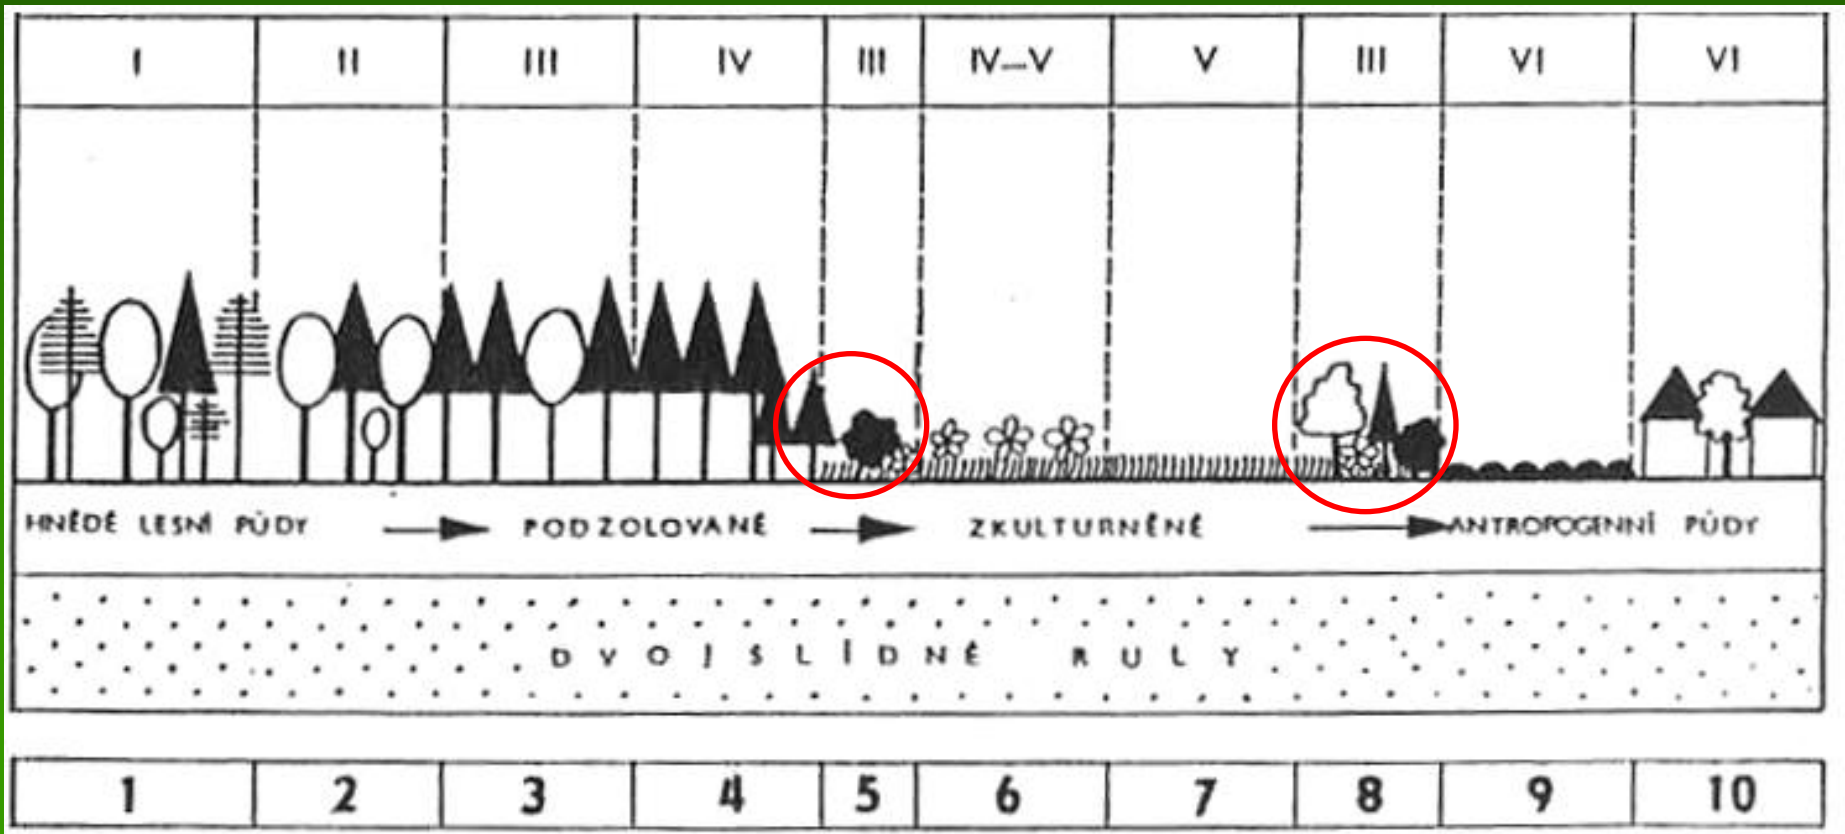 I II III IV III IV–V V III VI VI
HNĚDÉ LESNÍ PŮDY PODZOLOVANÉ ZKULTURNĚNÉ ANTROPOGENNÍ PŮDY
DVOJSLÍDNÉ RULY
1 2 3 4 5 6 7 8 9 10